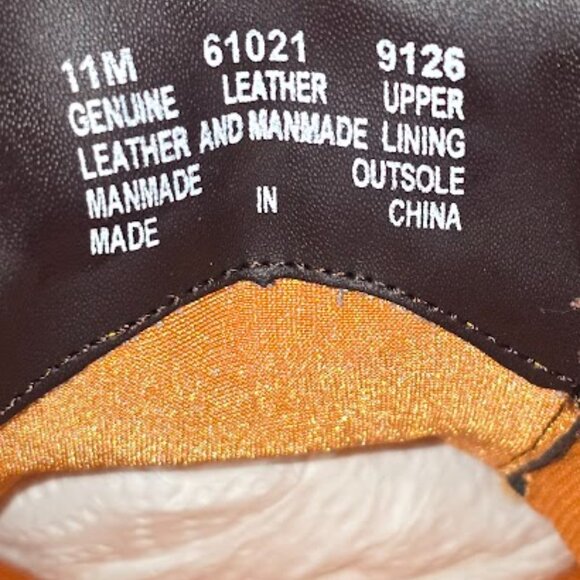 11M 61021 9126
GENUINE LEATHER UPPER
LEATHER AND MANMADE LINING
MANMADE OUTSOLE
MADE IN CHINA